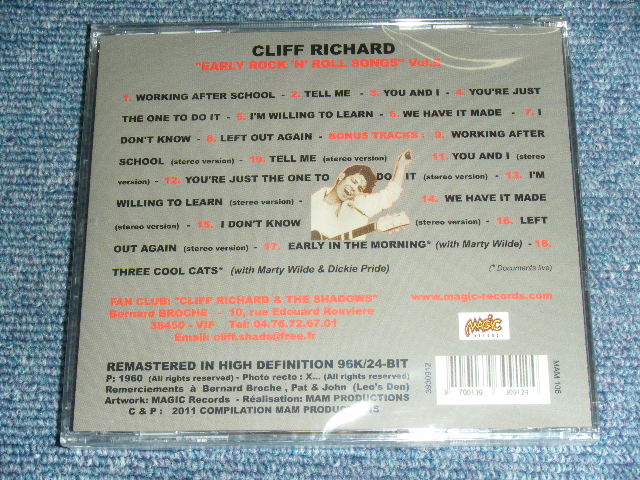 CLIFF RICHARD
"EARLY ROCK 'N' ROLL SONGS" Vol.2
1. WORKING AFTER SCHOOL - 2. TELL ME - 3. YOU AND I - 4. YOU'RE JUST
THE ONE TO DO IT - 5. I'M WILLING TO LEARN - 6. WE HAVE IT MADE - 7. I
DON'T KNOW - 8. LEFT OUT AGAIN - BONUS TRACKS : 9. WORKING AFTER
SCHOOL (stereo version) - 10. TELL ME (stereo version) - 11. YOU AND I (stereo
version) - 12. YOU'RE JUST THE ONE TO DO IT (stereo version) - 13. I'M
WILLING TO LEARN (stereo version) - 14. WE HAVE IT MADE
(stereo version) - 15. I DON'T KNOW (stereo version) - 16. LEFT
OUT AGAIN (stereo version) - 17. EARLY IN THE MORNING* (with Marty Wilde) - 18.
THREE COOL CATS* (with Marty Wilde & Dickie Pride) (* Documents live)
FAN CLUB: "CLIFF RICHARD & THE SHADOWS"
Bernard BROCHE - 10, rue Edouard Rouviere
38450 - VIF Tel: 04.76.72.67.01
Email: cliff.shads@free.fr
www.magic-records.com
MAGIC
RECORDS
REMASTERED IN HIGH DEFINITION 96K/24-BIT
P: 1960 (All rights reserved) - Photo recto : X... (All rights reserved)
Remerciements à Bernard Broche , Pat & John (Leo's Den)
Artwork: MAGIC Records - Réalisation: MAM PRODUCTIONS
C & P : 2011 COMPILATION MAM PRODUCTIONS
3930912
3 700139 309124
MAM 106